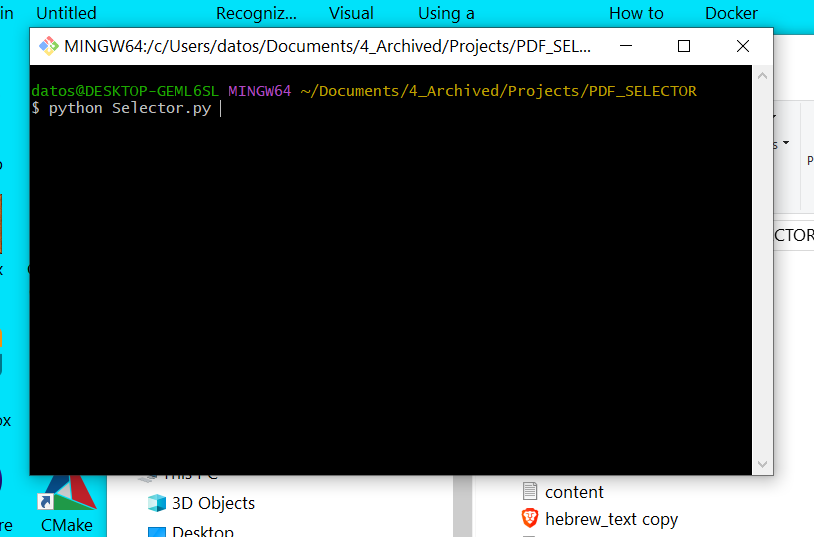 in Untitled Recogniz... Visual Using a How to Docker
MINGW64:/c/Users/datos/Documents/4_Archived/Projects/PDF_SEL...
datos@DESKTOP-GEML6SL MINGW64 ~/Documents/4_Archived/Projects/PDF_SELECTOR
$ python Selector.py
s
P
CTOR
x
ox
This PC
content
3D Objects
hebrew_text copy
re CMake
Desktop